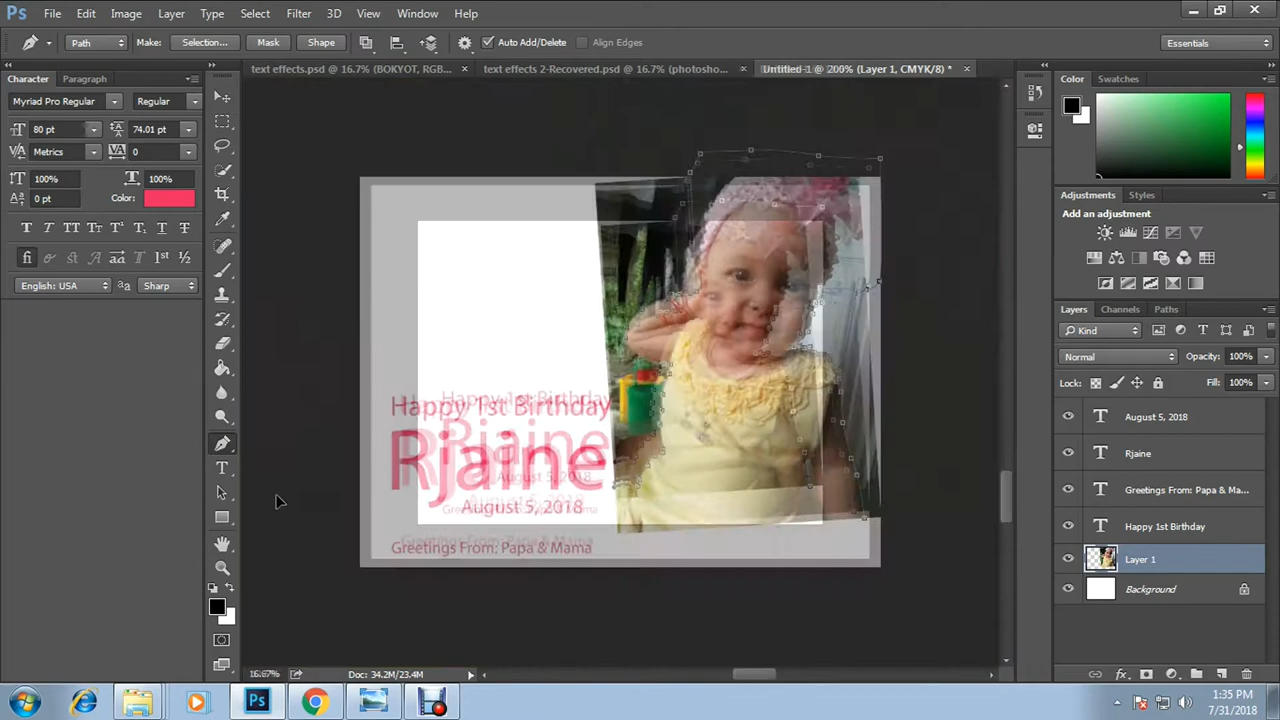 Ps File Edit Image Layer Type Select Filter 3D View Window Help
Path Make: Selection... Mask Shape Auto Add/Delete Align Edges Essentials
Character Paragraph
text effects.psd @ 16.7% (BOKYOT, RGB... × text effects 2-Recovered.psd @ 16.7% (photosho... × Untitled-1 @ 200% (Layer 1, CMYK/8) * ×
Color Swatches
Myriad Pro Regular Regular
80 pt 74.01 pt
Metrics 0
100% 100%
0 pt Color:
English: USA Sharp
Adjustments Styles
Add an adjustment
Layers Channels Paths
Kind
Normal Opacity: 100%
Lock: Fill: 100%
August 5, 2018
Rjaine
Greetings From: Papa & Ma...
Happy 1st Birthday
Layer 1
Background
Happy 1st Birthday
Rjaine
August 5, 2018
Greetings From: Papa & Mama
16.67% Doc: 34.2M/23.4M
Ps
1:35 PM
7/31/2018